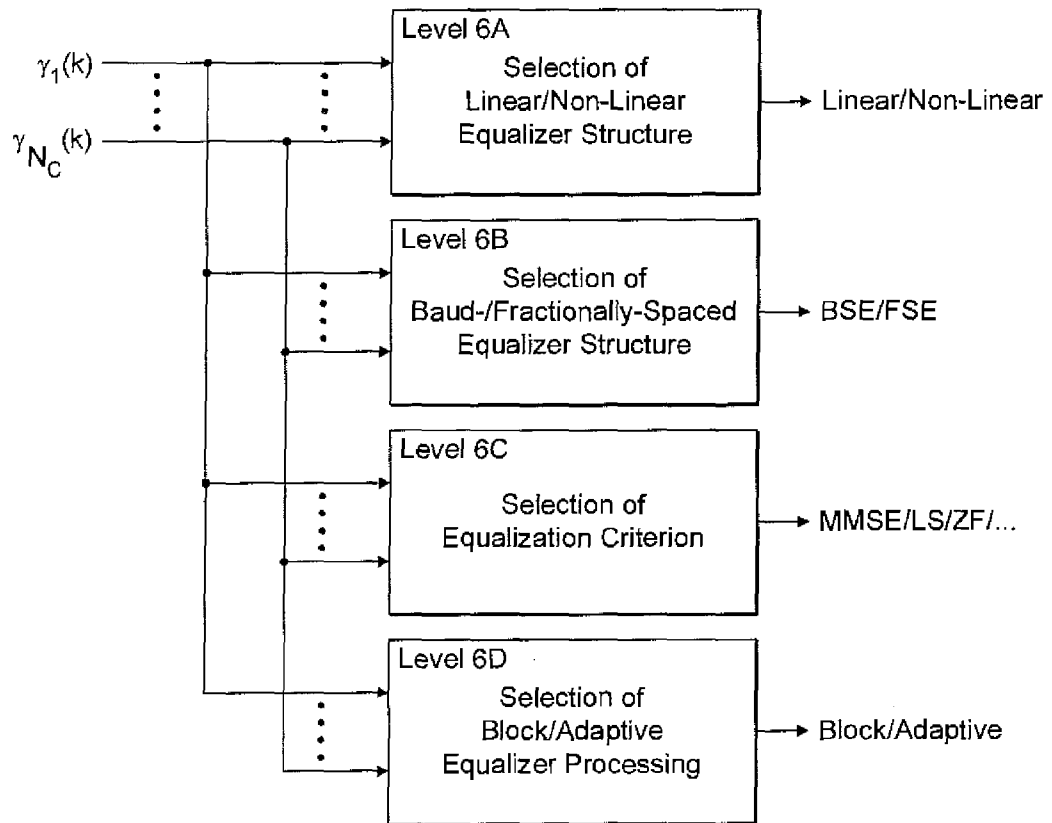 Level 6A
γ1(k)
Selection of
Linear/Non-Linear
Equalizer Structure
Linear/Non-Linear
γNC(k)
Level 6B
Selection of
Baud-/Fractionally-Spaced
Equalizer Structure
BSE/FSE
Level 6C
Selection of
Equalization Criterion
MMSE/LS/ZF/...
Level 6D
Selection of
Block/Adaptive
Equalizer Processing
Block/Adaptive